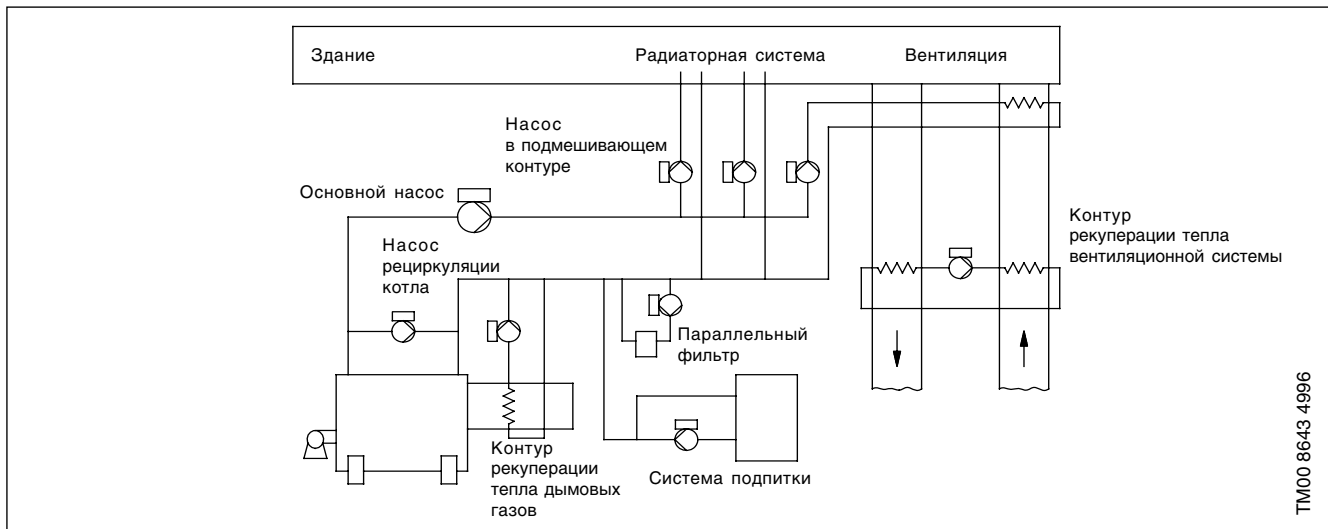 Здание
Радиаторная система
Вентиляция
Насос
в подмешивающем
контуре
Основной насос
Насос
рециркуляции
котла
Контур
рекуперации тепла
вентиляционной системы
Параллельный
фильтр
Контур
рекуперации
тепла дымовых
газов
Система подпитки
TM00 8643 4996